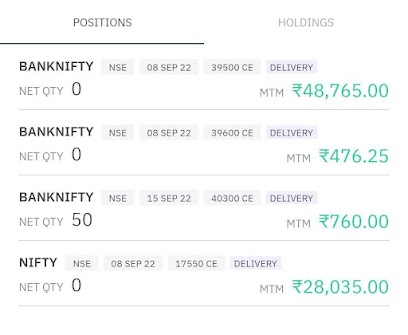 POSITIONS HOLDINGS
BANKNIFTY NSE 08 SEP 22 39500 CE DELIVERY
NET QTY 0 MTM ₹48,765.00
BANKNIFTY NSE 08 SEP 22 39600 CE DELIVERY
NET QTY 0 MTM ₹476.25
BANKNIFTY NSE 15 SEP 22 40300 CE DELIVERY
NET QTY 50 MTM ₹760.00
NIFTY NSE 08 SEP 22 17550 CE DELIVERY
NET QTY 0 MTM ₹28,035.00